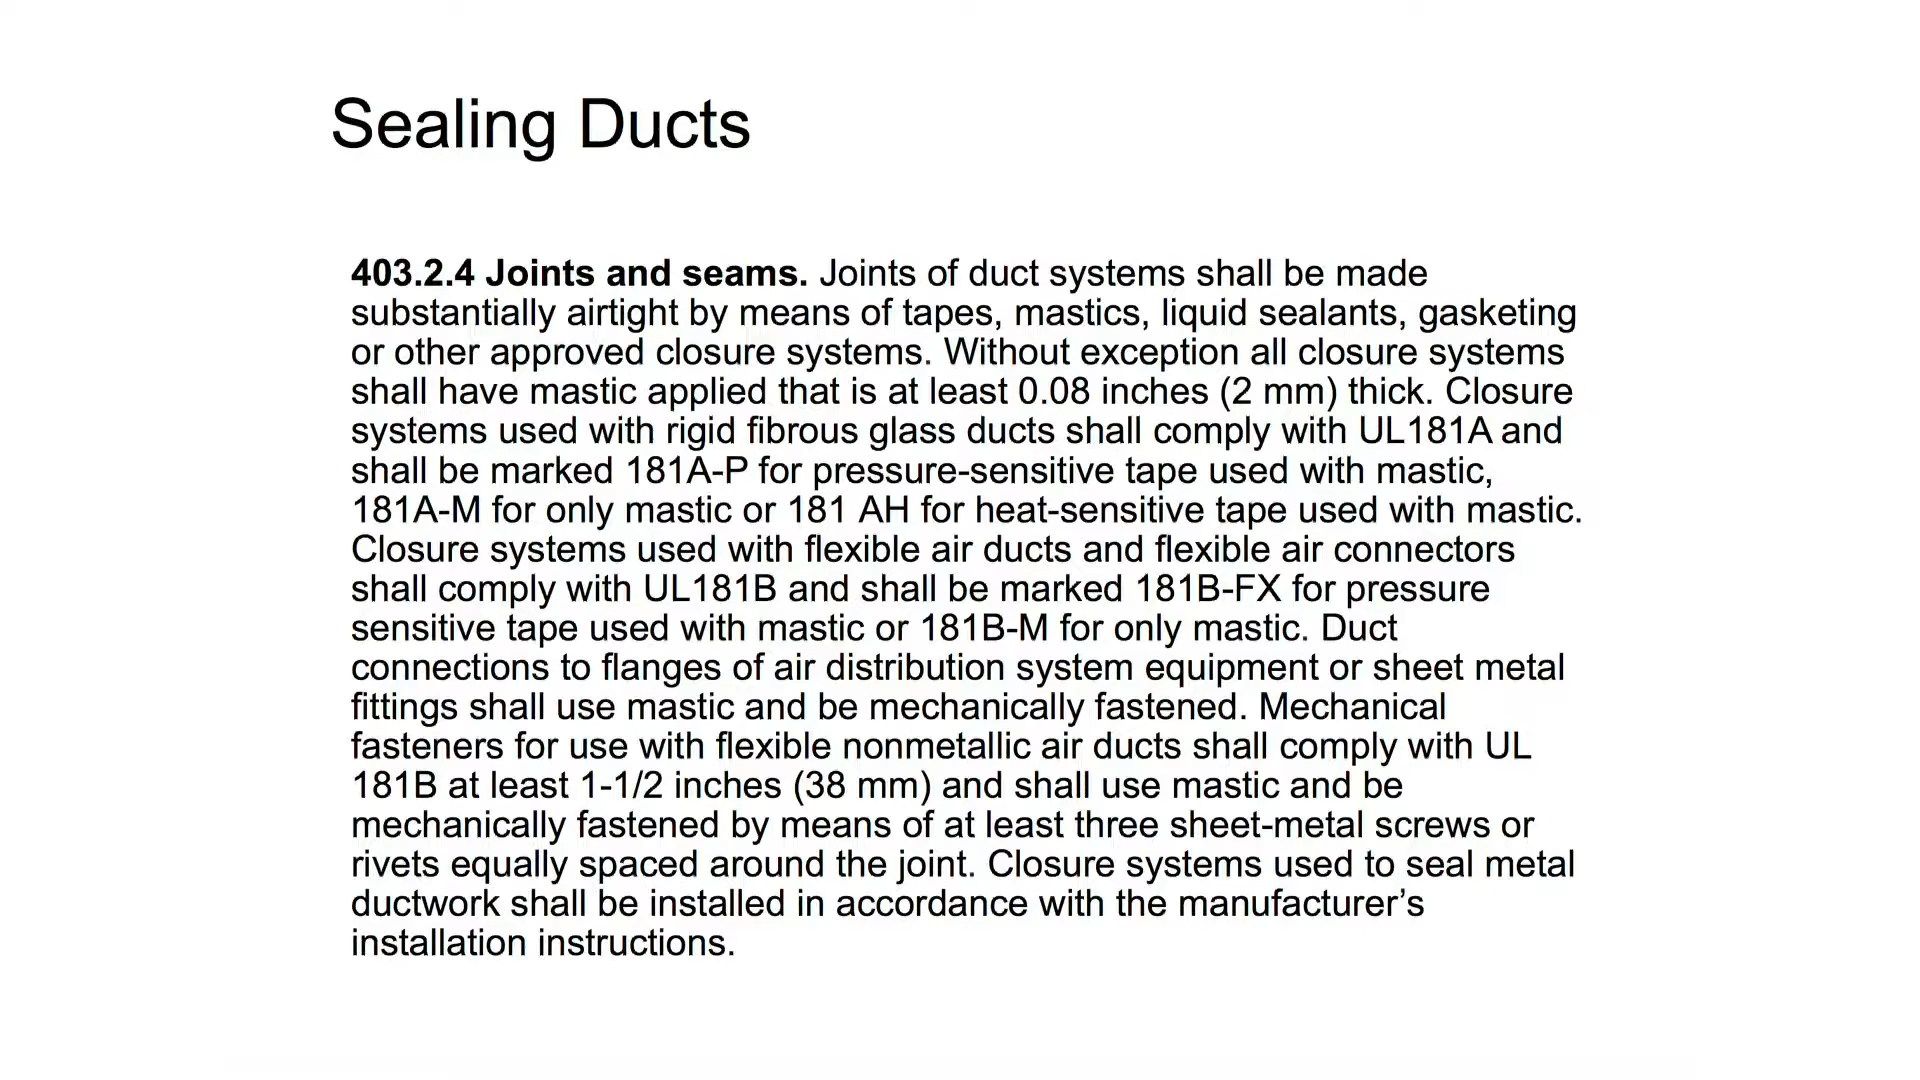 Sealing Ducts
403.2.4 Joints and seams. Joints of duct systems shall be made
substantially airtight by means of tapes, mastics, liquid sealants, gasketing
or other approved closure systems. Without exception all closure systems
shall have mastic applied that is at least 0.08 inches (2 mm) thick. Closure
systems used with rigid fibrous glass ducts shall comply with UL181A and
shall be marked 181A-P for pressure-sensitive tape used with mastic,
181A-M for only mastic or 181 AH for heat-sensitive tape used with mastic.
Closure systems used with flexible air ducts and flexible air connectors
shall comply with UL181B and shall be marked 181B-FX for pressure
sensitive tape used with mastic or 181B-M for only mastic. Duct
connections to flanges of air distribution system equipment or sheet metal
fittings shall use mastic and be mechanically fastened. Mechanical
fasteners for use with flexible nonmetallic air ducts shall comply with UL
181B at least 1-1/2 inches (38 mm) and shall use mastic and be
mechanically fastened by means of at least three sheet-metal screws or
rivets equally spaced around the joint. Closure systems used to seal metal
ductwork shall be installed in accordance with the manufacturer’s
installation instructions.